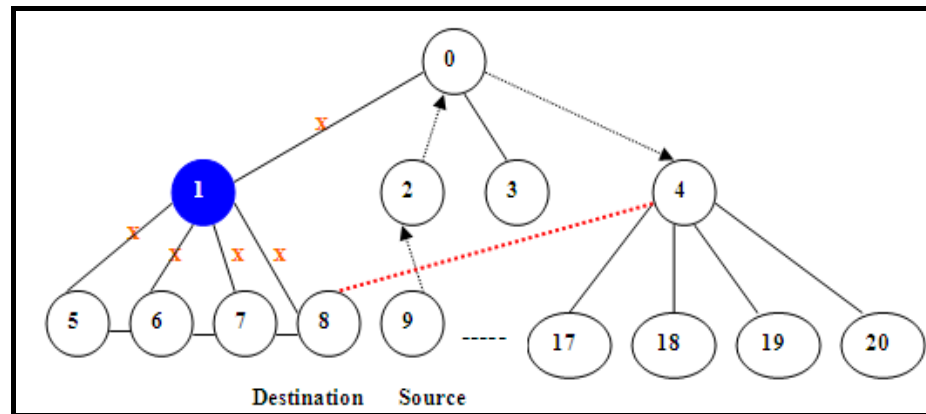 0
x
1 2 3 4
x x x x
5 6 7 8 9 ----- 17 18 19 20
Destination Source